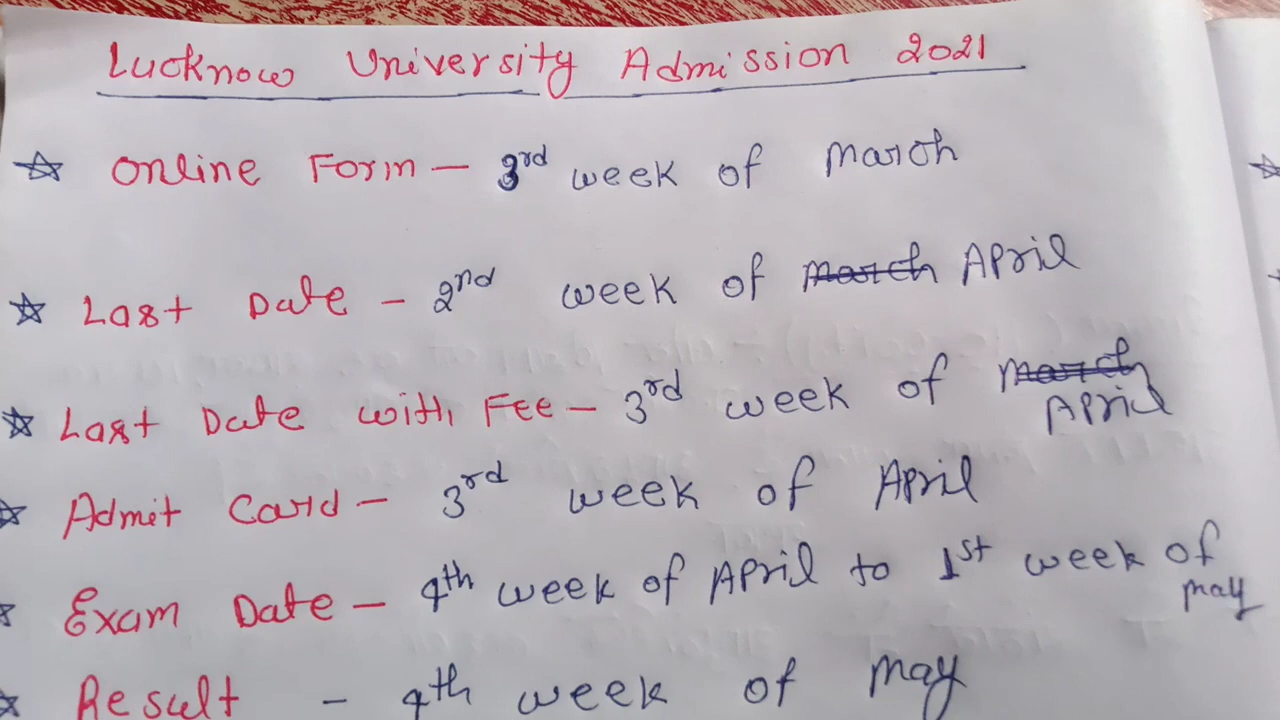 Lucknow University Admission 2021
☆ Online Form - 3rd week of March
☆ Last Date - 2nd week of ~~March~~ April
☆ Last Date with Fee - 3rd week of ~~March~~
April
☆ Admit Card - 3rd week of April
☆ Exam Date - 4th week of April to 1st week of
may
☆ Result - 4th week of may